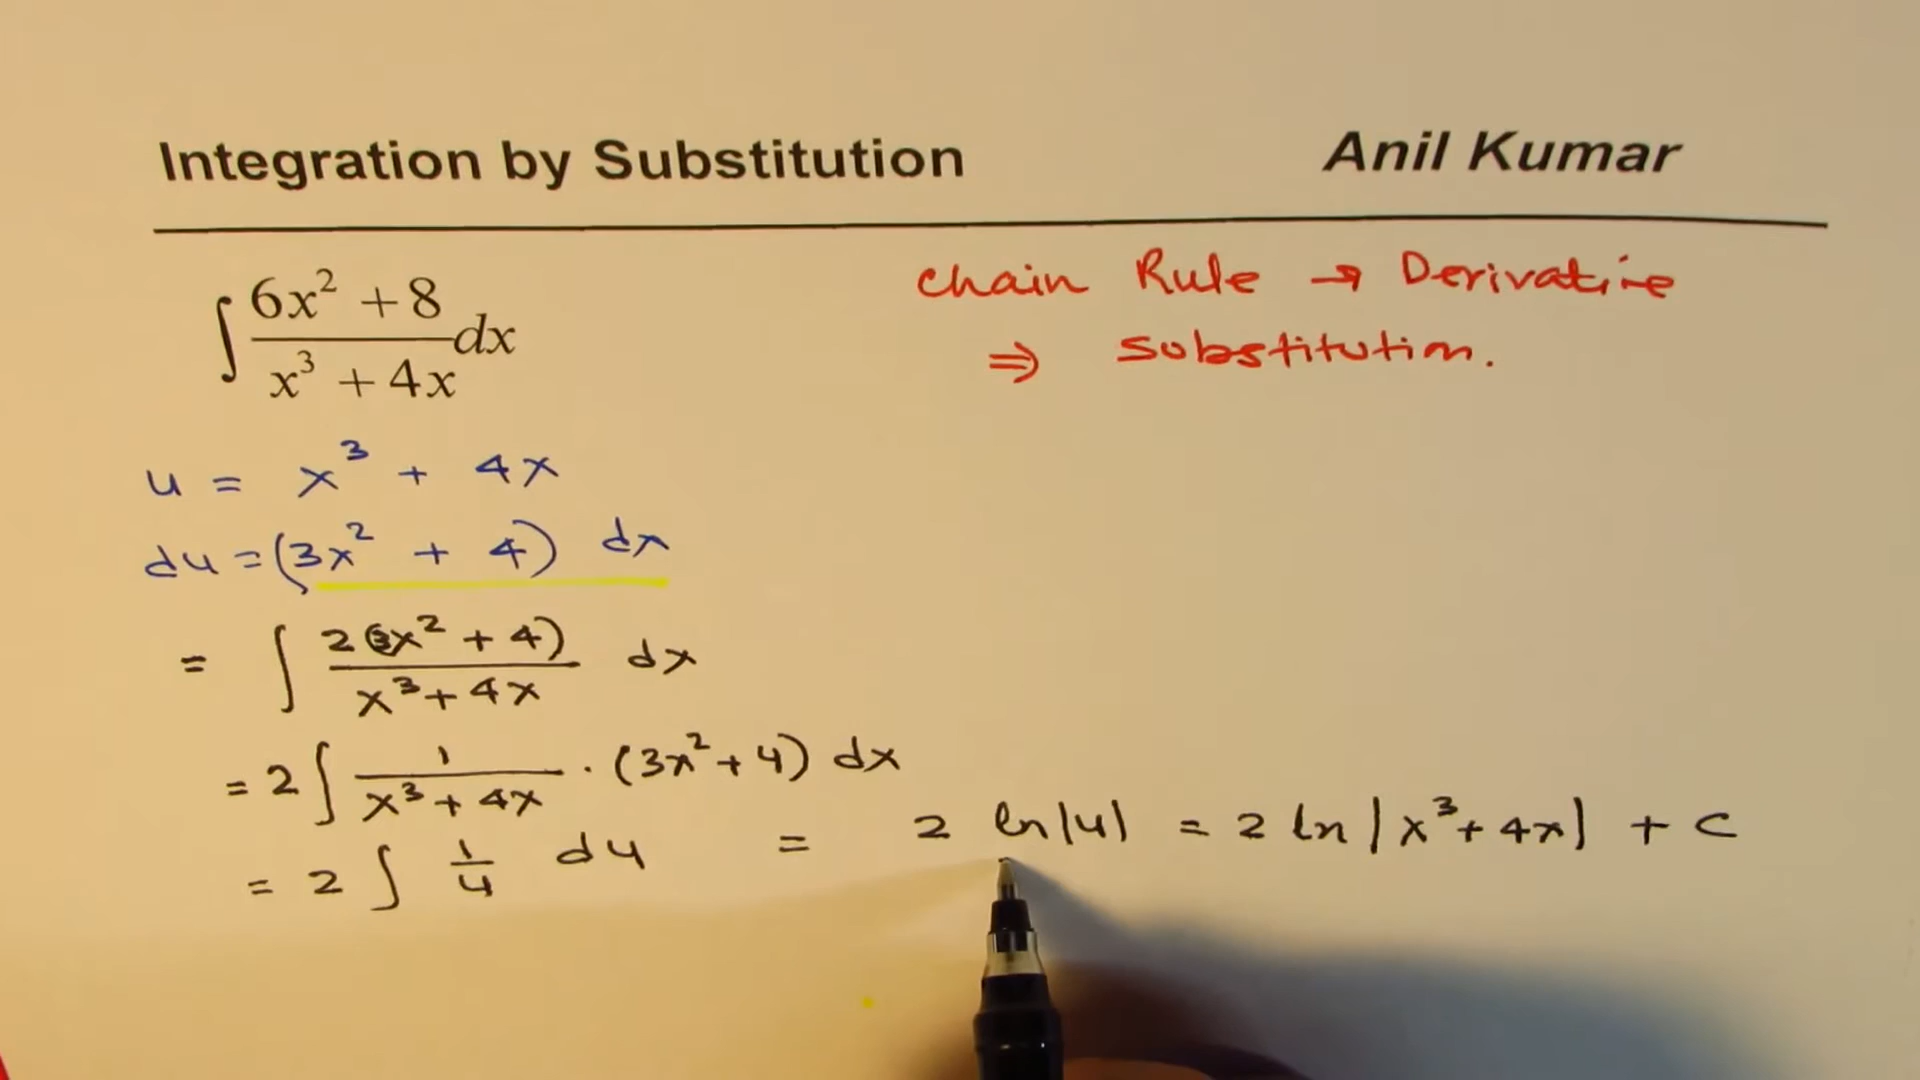 Integration by Substitution
Anil Kumar
∫ (6x² + 8)/(x³ + 4x) dx
Chain Rule → Derivative
⇒ Substitution.
u = x³ + 4x
du = (3x² + 4) dx
= ∫ 2(3x² + 4)/(x³ + 4x) dx
= 2 ∫ 1/(x³ + 4x) · (3x² + 4) dx
= 2 ∫ 1/u du = 2 ln|u| = 2 ln|x³ + 4x| + C